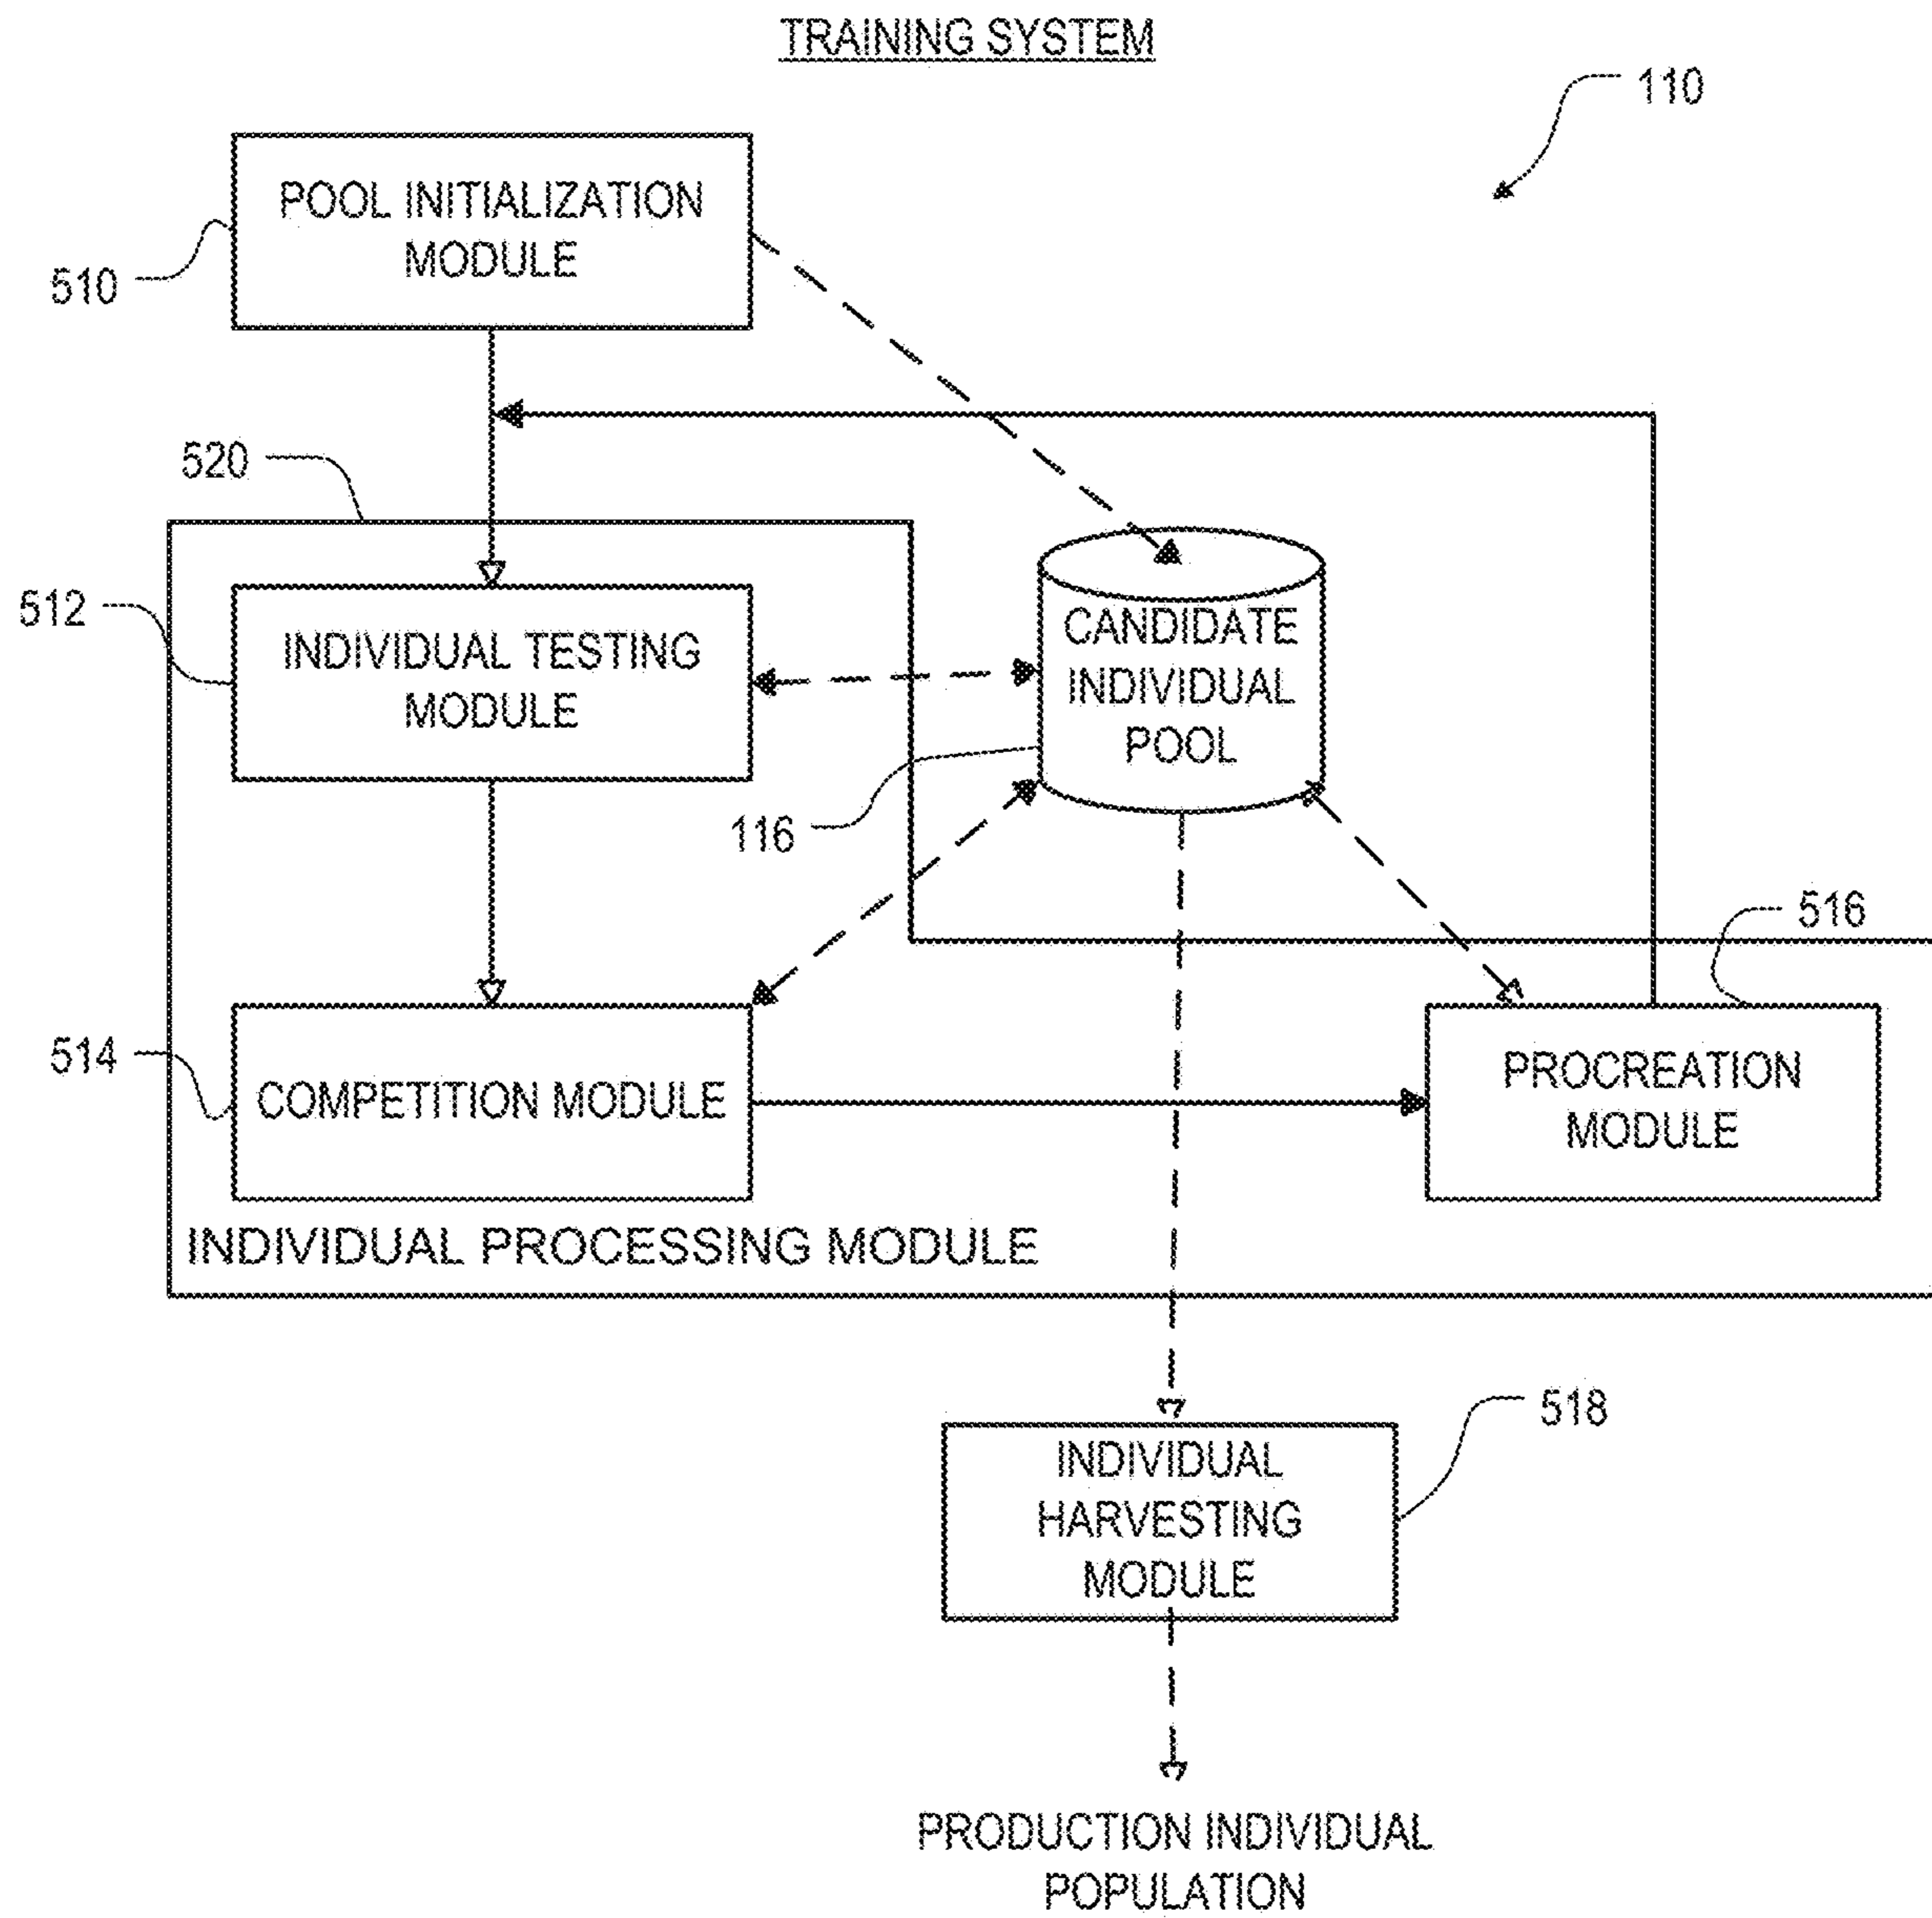 TRAINING SYSTEM
110
POOL INITIALIZATION
MODULE
510
520
512
INDIVIDUAL TESTING
MODULE
CANDIDATE
INDIVIDUAL
POOL
116
516
514
COMPETITION MODULE
PROCREATION
MODULE
INDIVIDUAL PROCESSING MODULE
518
INDIVIDUAL
HARVESTING
MODULE
PRODUCTION INDIVIDUAL
POPULATION